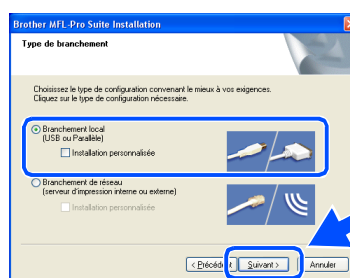 Brother MFL-Pro Suite Installation
Type de branchement
Choisissez le type de configuration convenant le mieux à vos exigences.
Cliquez sur le type de configuration nécessaire.
Branchement local
(USB ou Parallèle)
Installation personnalisée
Branchement de réseau
(serveur d'impression interne ou externe)
Installation personnalisée
< Précédent Suivant > Annuler